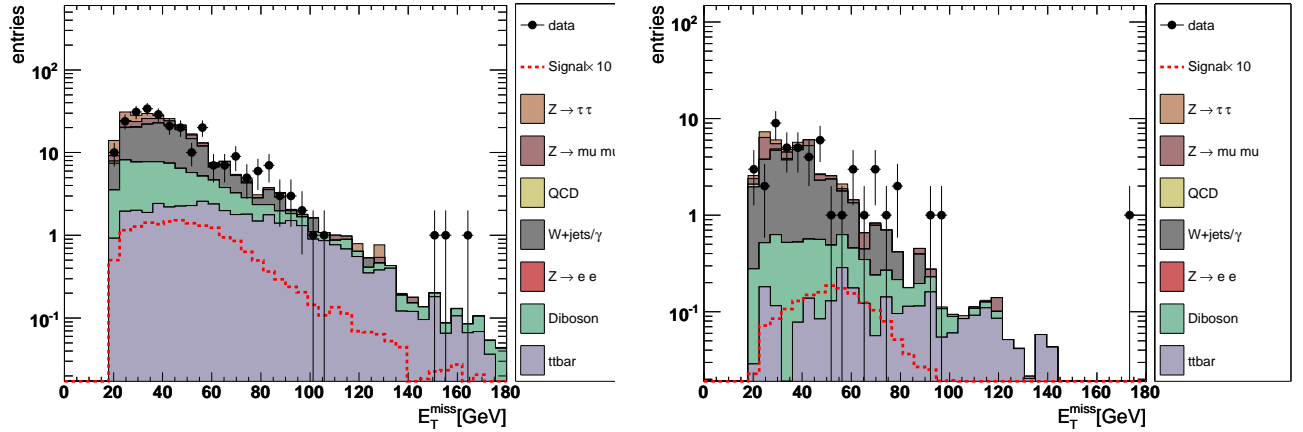 entries
10²
10
1
10⁻¹
0 20 40 60 80 100 120 140 160 180
E_T^miss[GeV]
data
Signal× 10
Z → τ τ
Z → mu mu
QCD
W+jets/γ
Z → e e
Diboson
ttbar
entries
10²
10
1
10⁻¹
0 20 40 60 80 100 120 140 160 180
E_T^miss[GeV]
data
Signal× 10
Z → τ τ
Z → mu mu
QCD
W+jets/γ
Z → e e
Diboson
ttbar